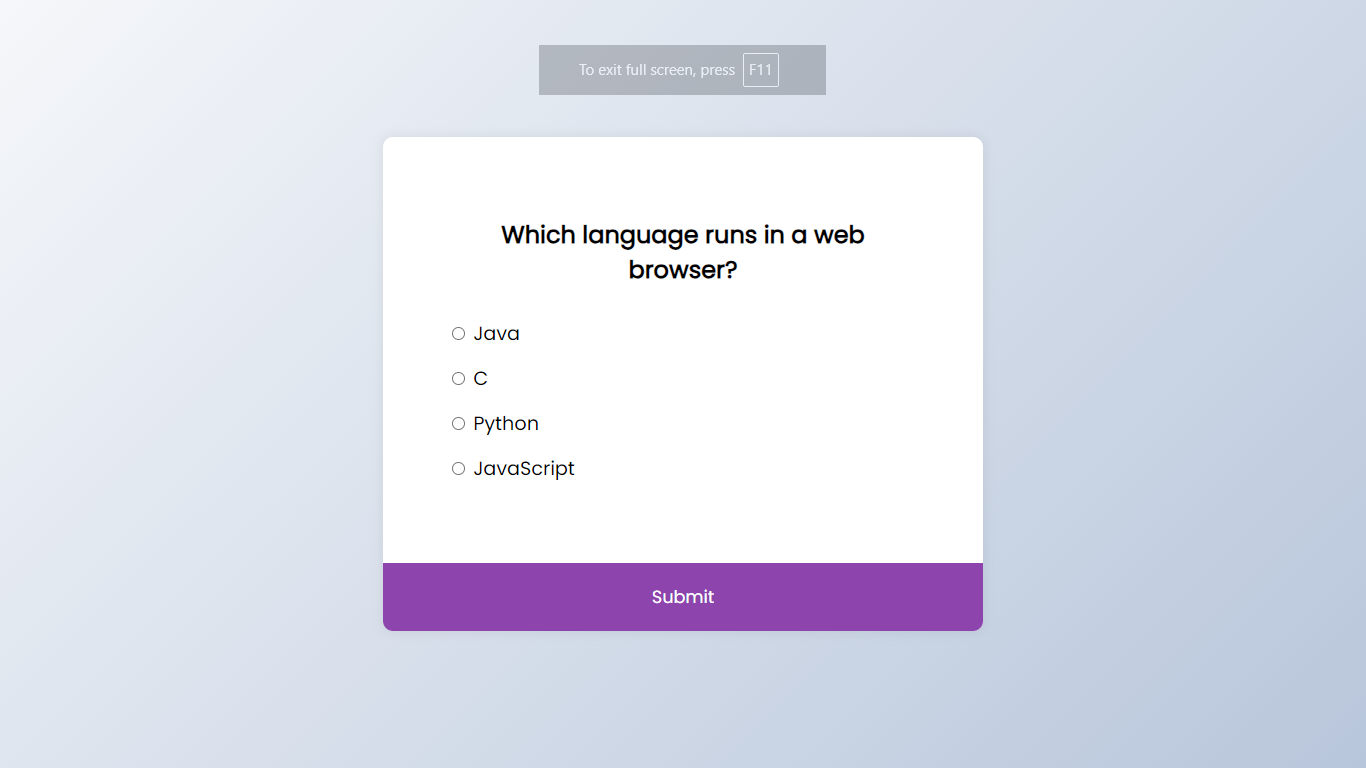 To exit full screen, press F11
Which language runs in a web
browser?
Java
C
Python
JavaScript
Submit